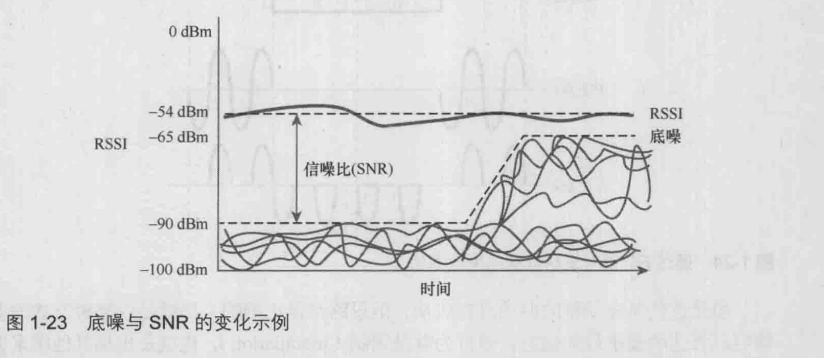 0 dBm
-54 dBm
RSSI
-65 dBm
底噪
RSSI
信噪比(SNR)
-90 dBm
-100 dBm
时间
图 1-23 底噪与 SNR 的变化示例